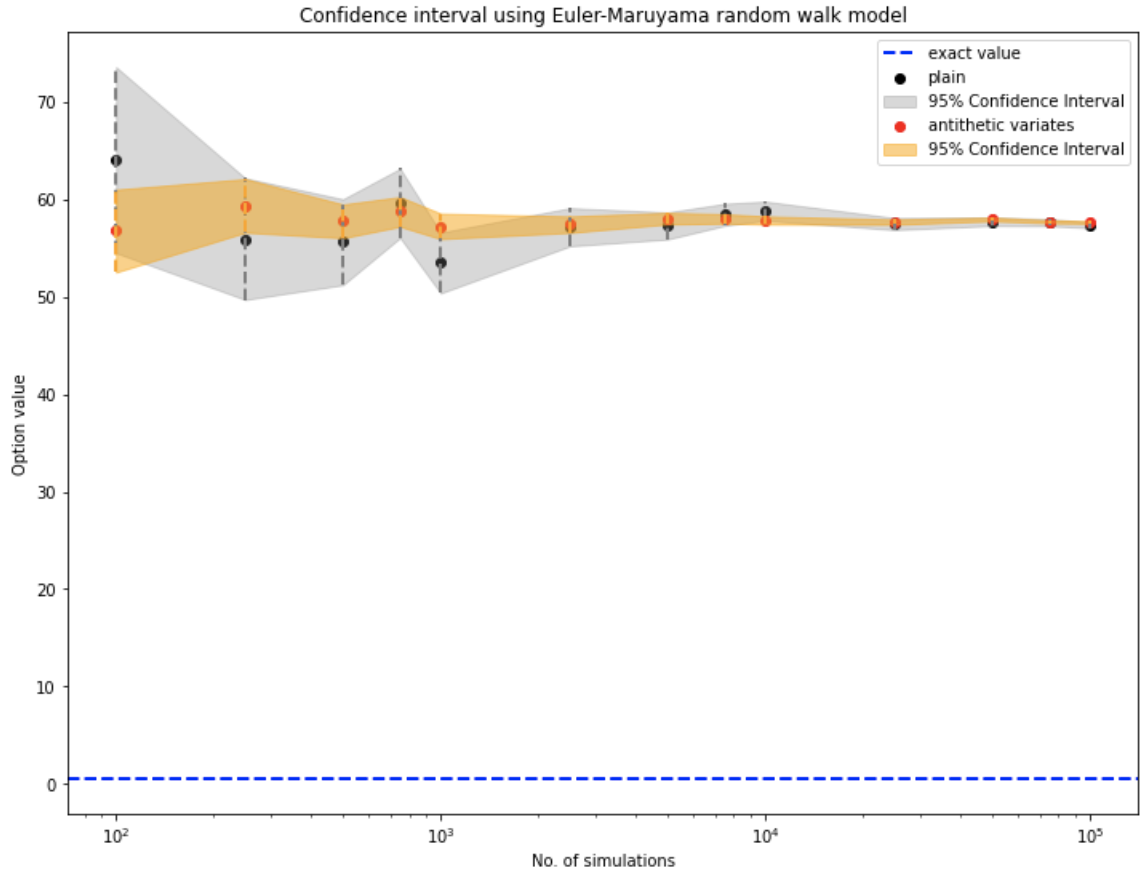 Confidence interval using Euler-Maruyama random walk model
exact value
plain
95% Confidence Interval
antithetic variates
95% Confidence Interval
70
60
50
40
30
20
10
0
Option value
10²
10³
10⁴
10⁵
No. of simulations